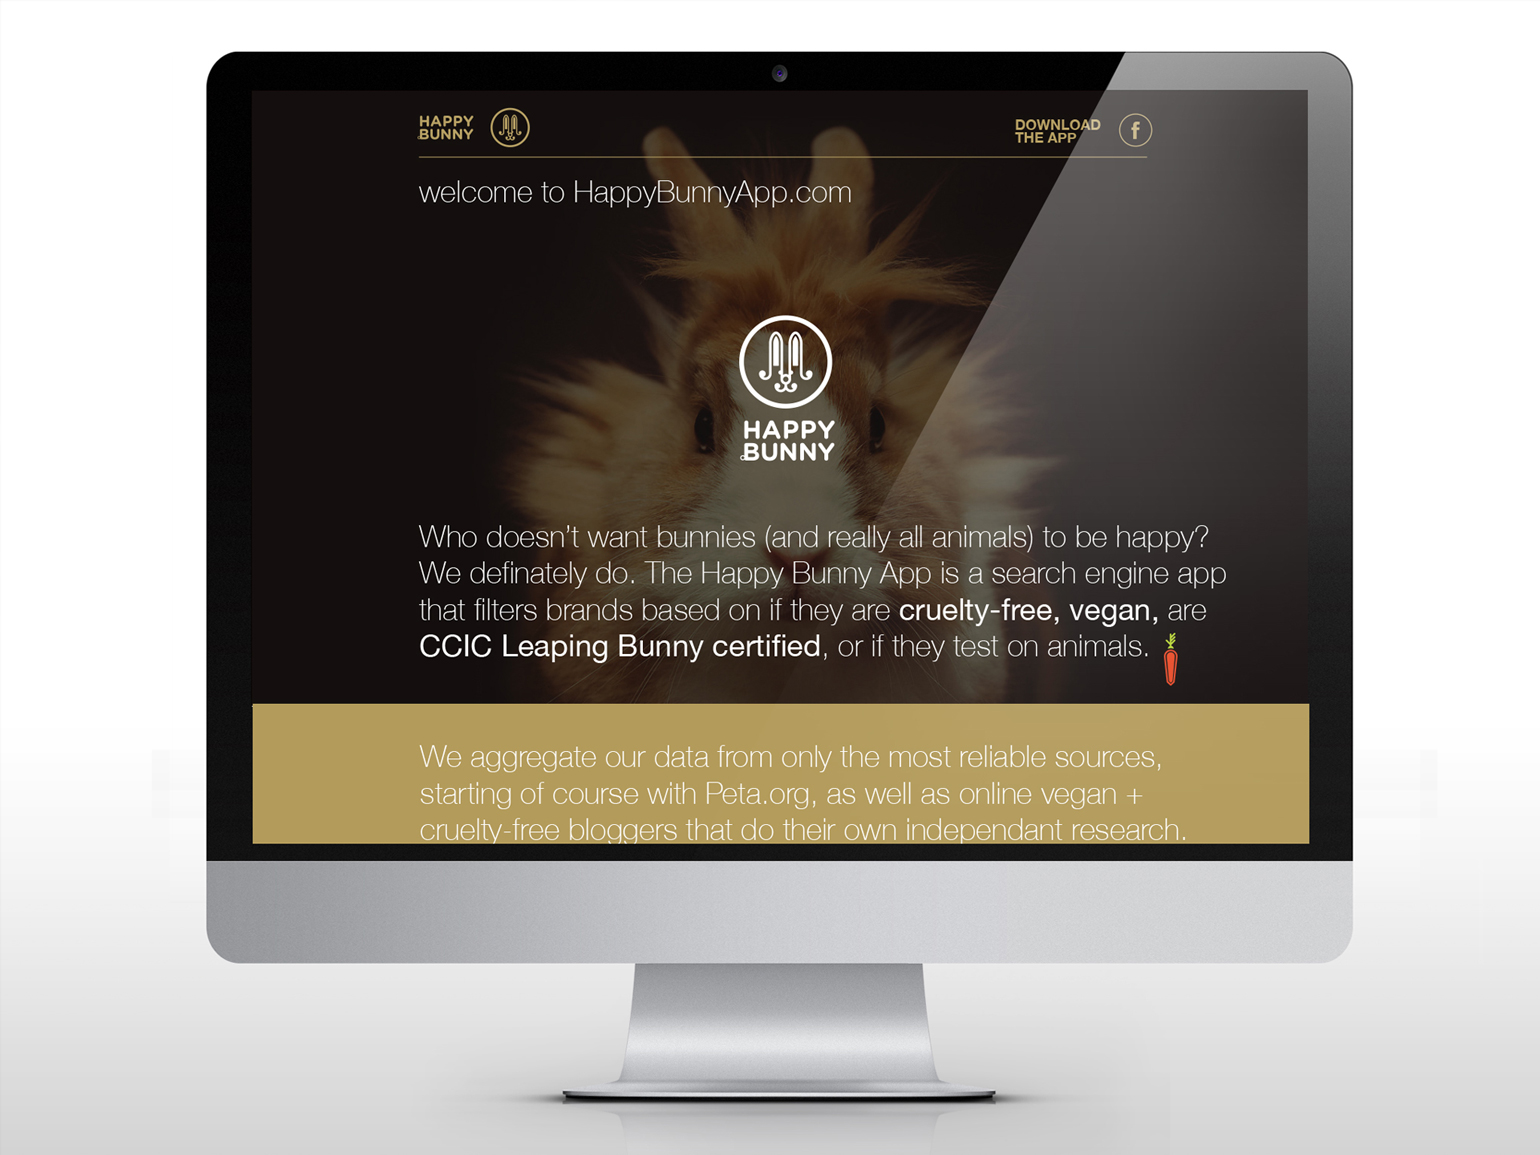 HAPPY
BUNNY
DOWNLOAD
THE APP
f
welcome to HappyBunnyApp.com
HAPPY
BUNNY
Who doesn't want bunnies (and really all animals) to be happy?
We definately do. The Happy Bunny App is a search engine app
that filters brands based on if they are cruelty-free, vegan, are
CCIC Leaping Bunny certified, or if they test on animals.
We aggregate our data from only the most reliable sources,
starting of course with Peta.org, as well as online vegan +
cruelty-free bloggers that do their own independant research.